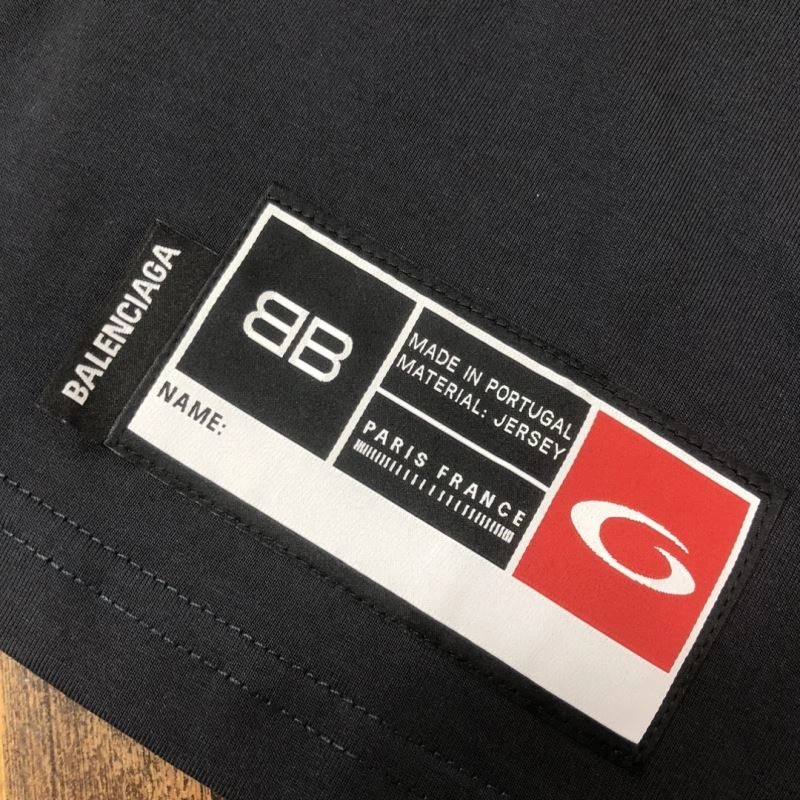 BALENCIAGA
BB
NAME:
MADE IN PORTUGAL
MATERIAL: JERSEY
PARIS FRANCE
G